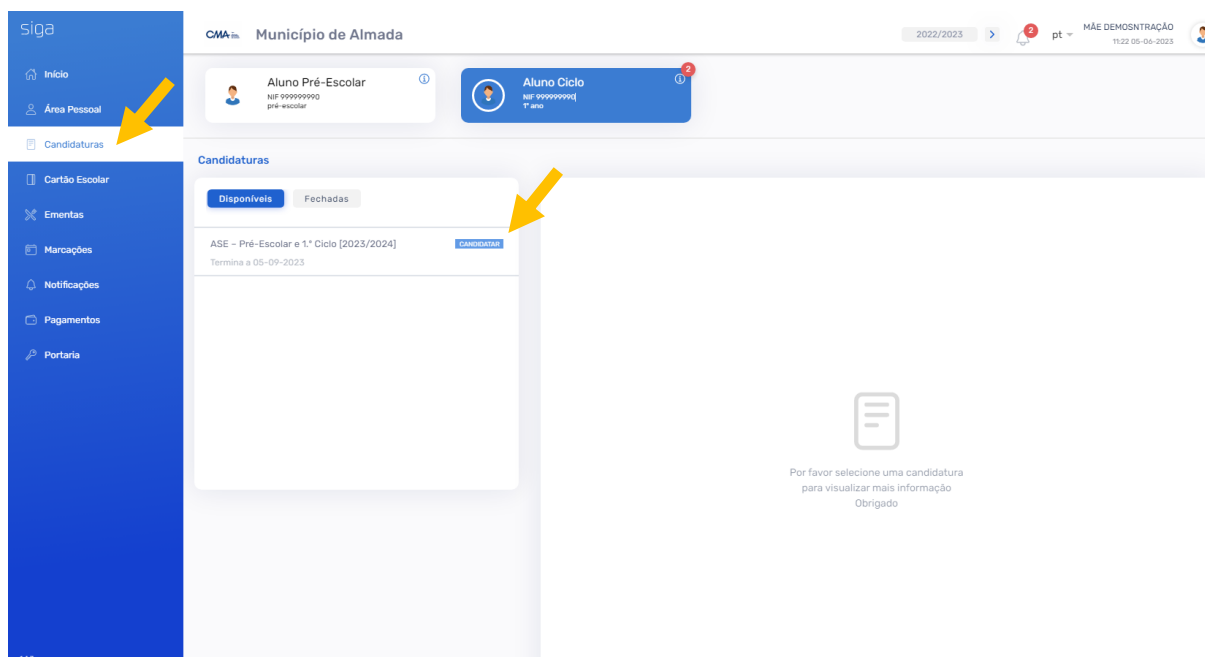 siga
CMA
Município de Almada
2022/2023
2
pt
MÃE DEMOSNTRAÇÃO
11:22 05-06-2023
Início
Área Pessoal
Candidaturas
Cartão Escolar
Ementas
Marcações
Notificações
Pagamentos
Portaria
Aluno Pré-Escolar
NIF 999999990
pré-escolar
Aluno Ciclo
NIF 999999990
1º ano
2
Candidaturas
Disponíveis
Fechadas
ASE – Pré-Escolar e 1.º Ciclo [2023/2024]
CANDIDATAR
Termina a 05-09-2023
Por favor selecione uma candidatura
para visualizar mais informação
Obrigado